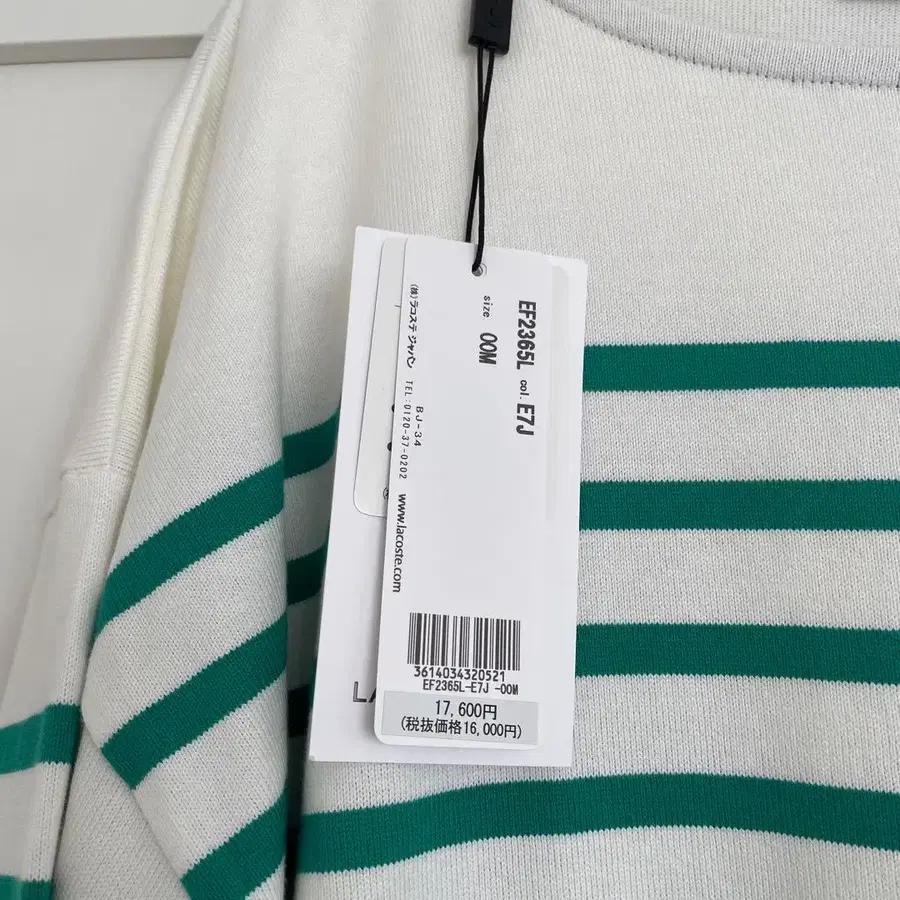 EF2365L col. E7J
size 00M
(株)ラコステ ジャパン
BJ-34
TEL:0120-37-0202
www.lacoste.com
3614034320521
EF2365L-E7J -00M
17,600円
(税抜価格16,000円)
LA